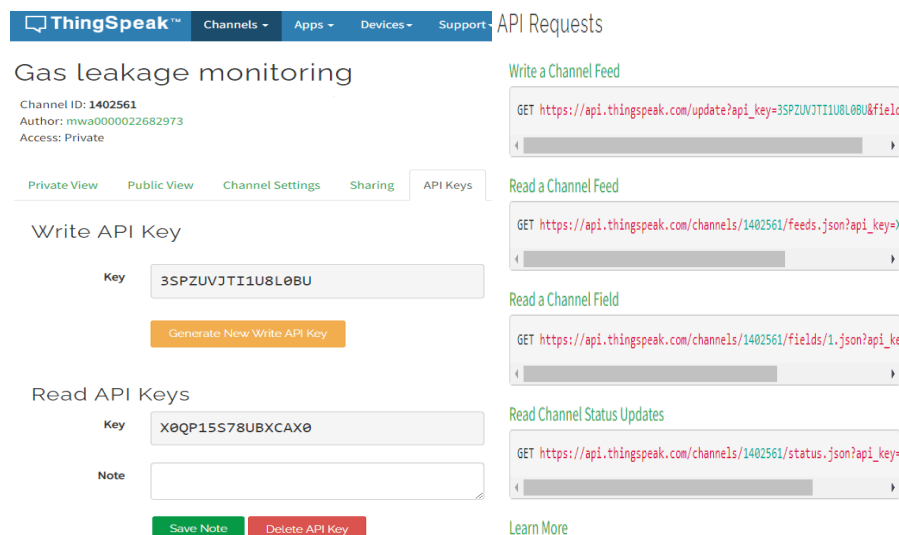 ThingSpeak™ Channels Apps Devices Support
Gas leakage monitoring
Channel ID: 1402561
Author: mwa0000022682973
Access: Private
Private View Public View Channel Settings Sharing API Keys
Write API Key
Key 3SPZUVJTI1U8L0BU
Generate New Write API Key
Read API Keys
Key X0QP15S78UBXCAX0
Note
Save Note Delete API Key
API Requests
Write a Channel Feed
GET https://api.thingspeak.com/update?api_key=3SPZUVJTI1U8L0BU&field
Read a Channel Feed
GET https://api.thingspeak.com/channels/1402561/feeds.json?api_key=X
Read a Channel Field
GET https://api.thingspeak.com/channels/1402561/fields/1.json?api_ke
Read Channel Status Updates
GET https://api.thingspeak.com/channels/1402561/status.json?api_key=
Learn More